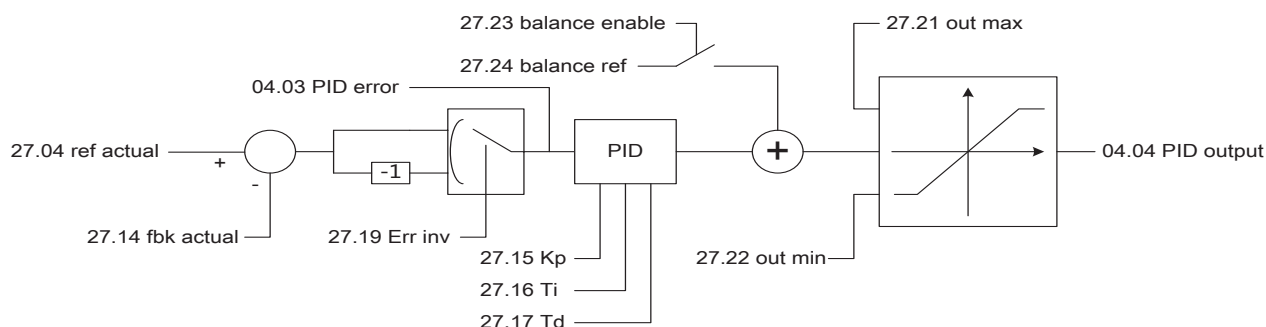 27.23 balance enable
27.21 out max
27.24 balance ref
04.03 PID error
27.04 ref actual
+
-
-1
PID
+
04.04 PID output
27.14 fbk actual
27.19 Err inv
27.15 Kp
27.22 out min
27.16 Ti
27.17 Td